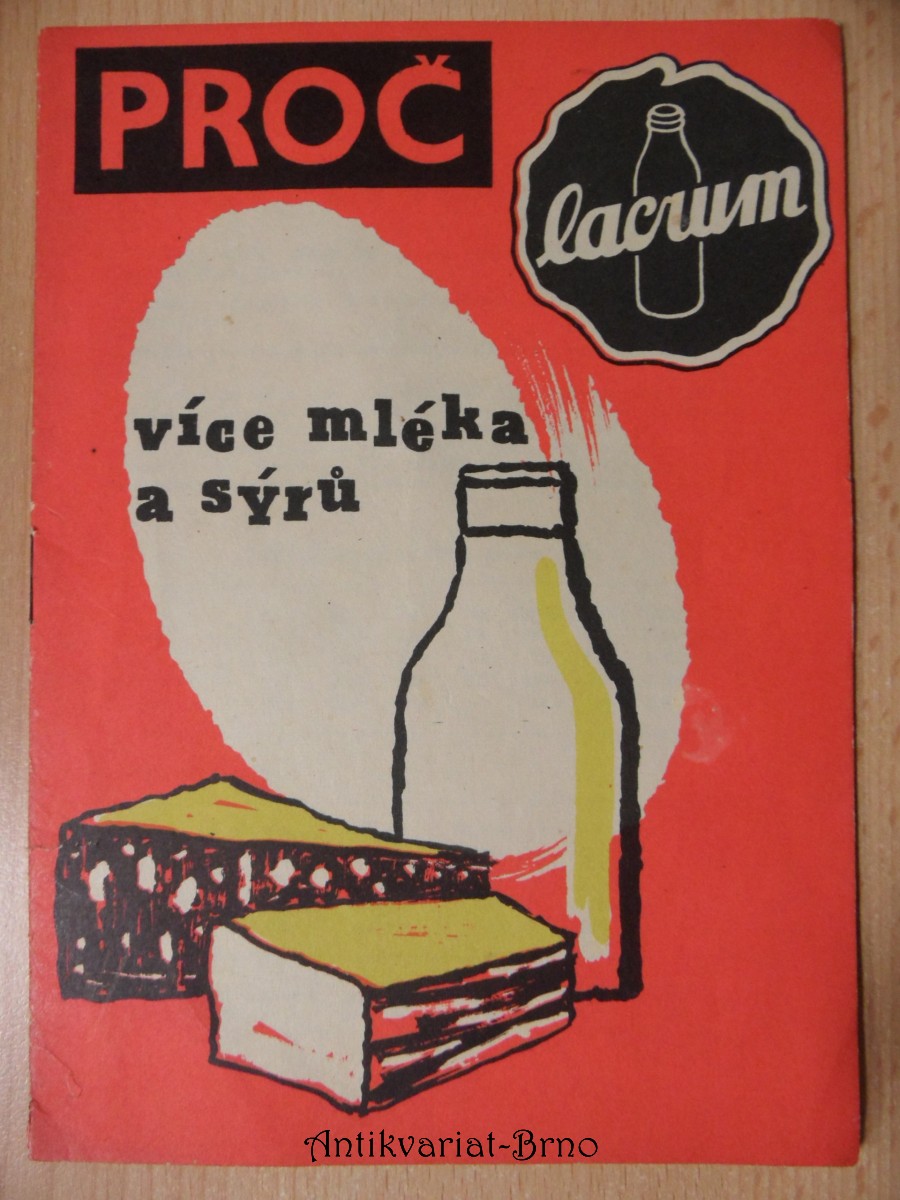 PROČ
lacrum
více mléka
a sýrů
Antikvariat-Brno